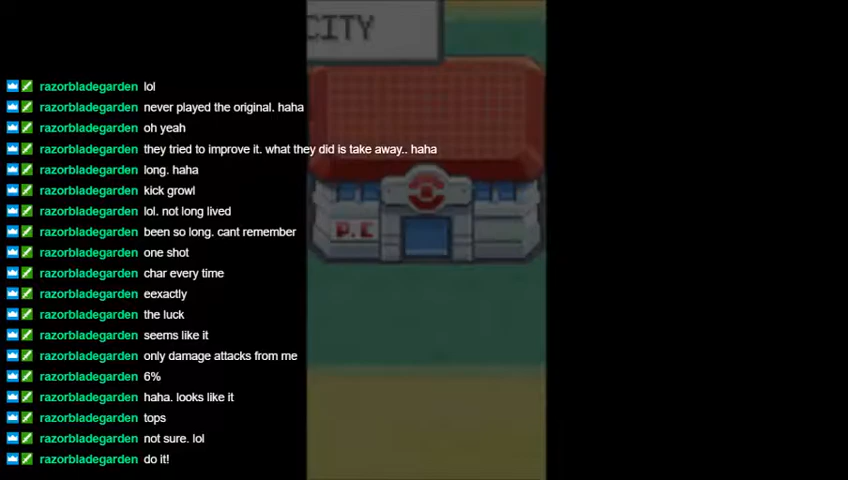 CITY
razorbladegarden lol
razorbladegarden never played the original. haha
razorbladegarden oh yeah
razorbladegarden they tried to improve it. what they did is take away.. haha
razorbladegarden long. haha
razorbladegarden kick growl
razorbladegarden lol. not long lived
razorbladegarden been so long. cant remember
P.C
razorbladegarden one shot
razorbladegarden char every time
razorbladegarden eexactly
razorbladegarden the luck
razorbladegarden seems like it
razorbladegarden only damage attacks from me
razorbladegarden 6%
razorbladegarden haha. looks like it
razorbladegarden tops
razorbladegarden not sure. lol
razorbladegarden do it!